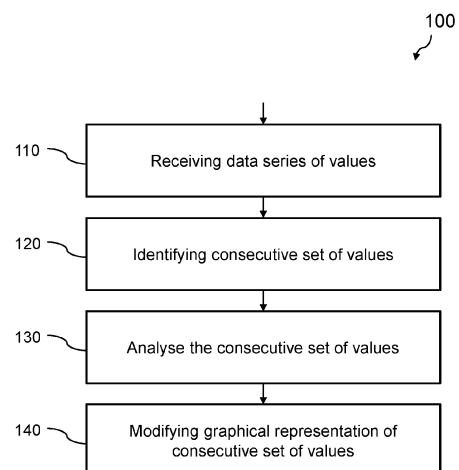 100
110
Receiving data series of values
120
Identifying consecutive set of values
130
Analyse the consecutive set of values
140
Modifying graphical representation of
consecutive set of values